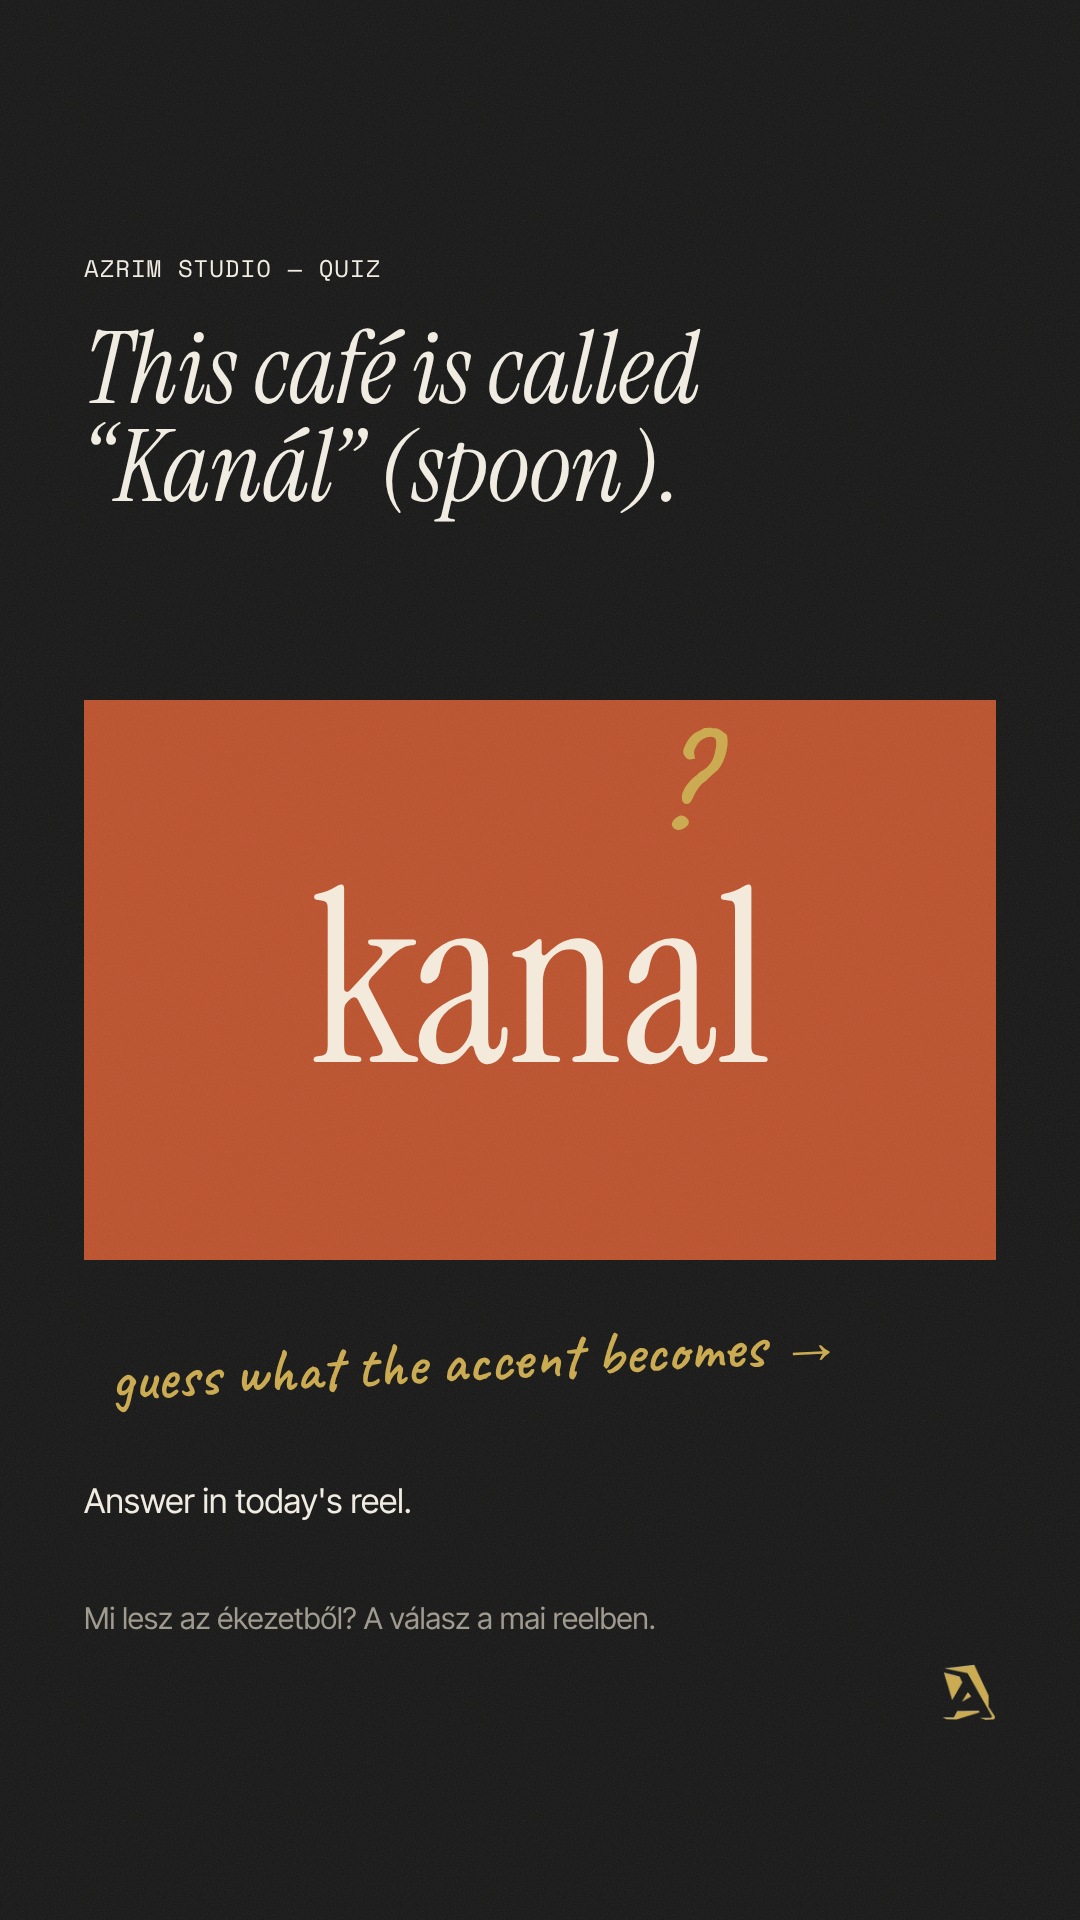 AZRIM STUDIO — QUIZ
This café is called
“Kanál” (spoon).
?
kanal
guess what the accent becomes →
Answer in today's reel.
Mi lesz az ékezetből? A válasz a mai reelben.
A